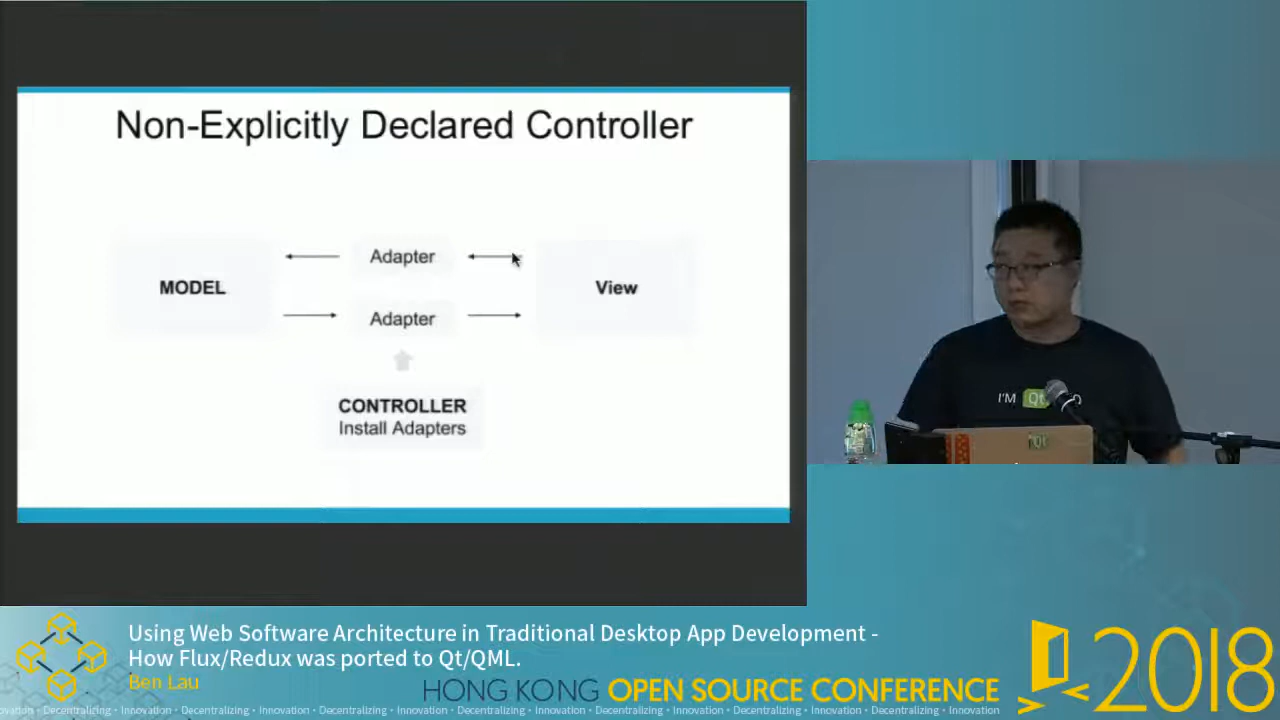 Non-Explicitly Declared Controller
MODEL
Adapter
View
Adapter
CONTROLLER
Install Adapters
I'M Qt
Qt
Using Web Software Architecture in Traditional Desktop App Development -
How Flux/Redux was ported to Qt/QML.
Ben Lau
HONG KONG OPEN SOURCE CONFERENCE
2018
Decentralizing • Innovation • Decentralizing • Innovation • Decentralizing • Innovation • Decentralizing • Innovation • Decentralizing • Innovation • Decentralizing • Innovation • Decentralizing • Innovation